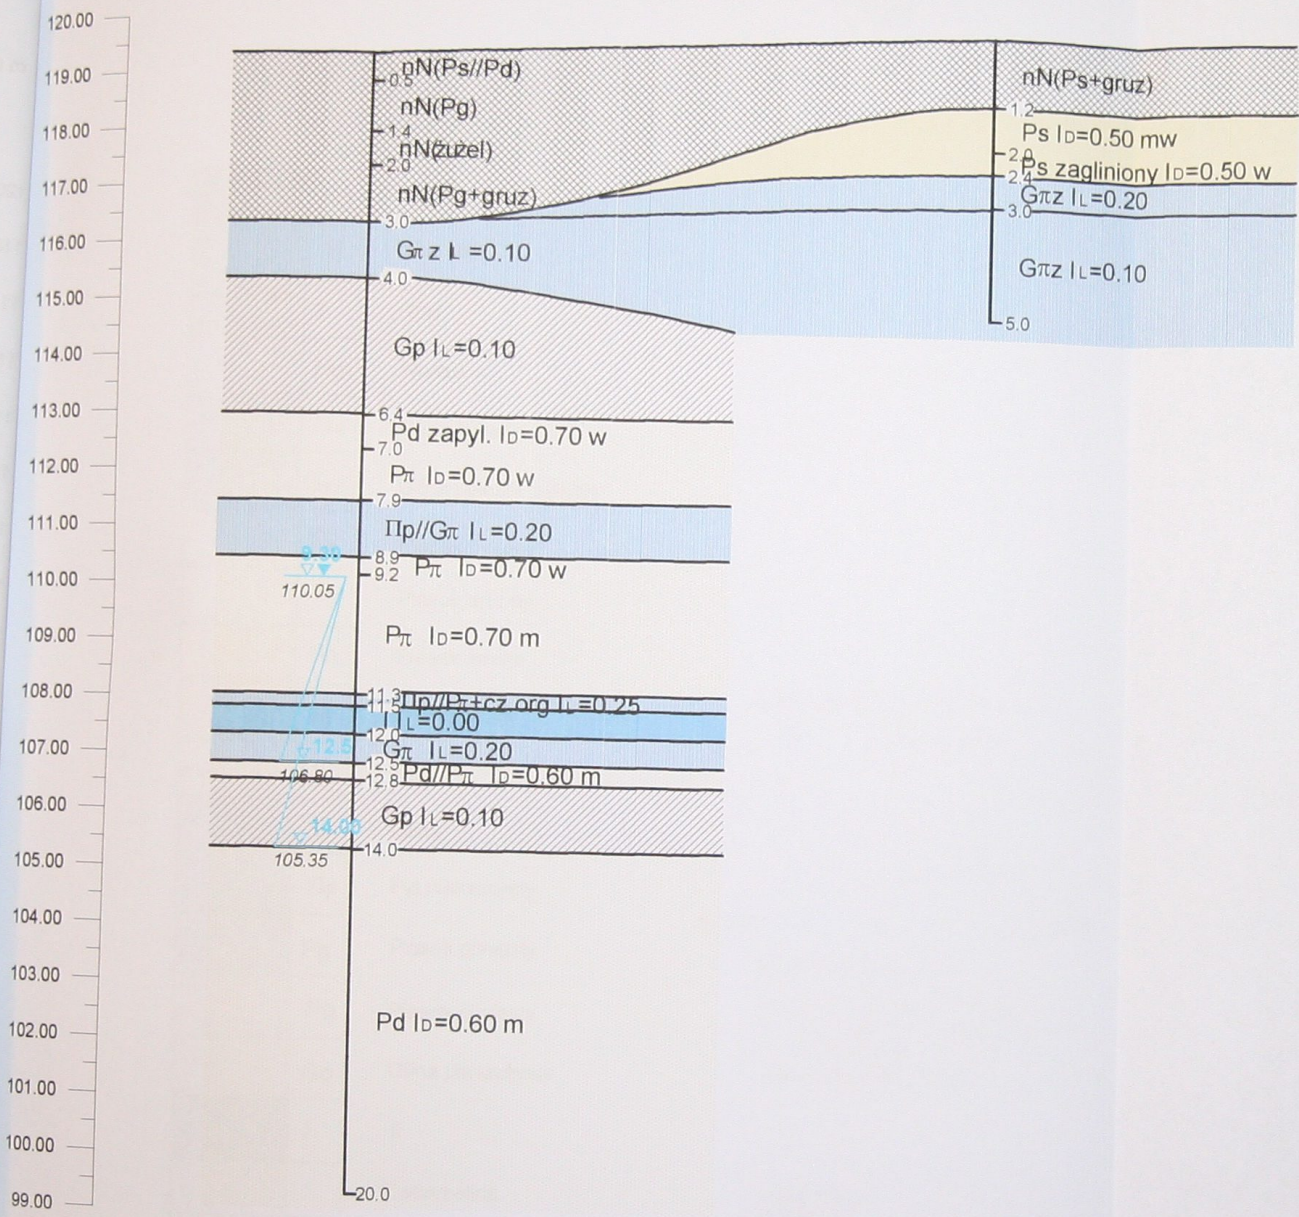 120.00
119.00
118.00
117.00
116.00
115.00
114.00
113.00
112.00
111.00
110.00
109.00
108.00
107.00
106.00
105.00
104.00
103.00
102.00
101.00
100.00
99.00
nN(Ps//Pd)
0.5
nN(Pg)
1.4
nN(żużel)
2.0
nN(Pg+gruz)
3.0
Gπ z IL =0.10
4.0
Gp IL=0.10
6.4
Pd zapyl. ID=0.70 w
7.0
Pπ ID=0.70 w
7.9
Πp//Gπ IL=0.20
8.9
Pπ ID=0.70 w
9.2
9.30
110.05
Pπ ID=0.70 m
11.3
Πp//Pπ+cz.org IL=0.25
11.5
Π IL=0.00
12.0
Gπ IL=0.20
12.5
12.5
Pd//Pπ ID=0.60 m
106.80
12.8
Gp IL=0.10
14.00
14.0
105.35
Pd ID=0.60 m
20.0
nN(Ps+gruz)
1.2
Ps ID=0.50 mw
2.0
Ps zagliniony ID=0.50 w
2.4
Gπz IL=0.20
3.0
Gπz IL=0.10
5.0